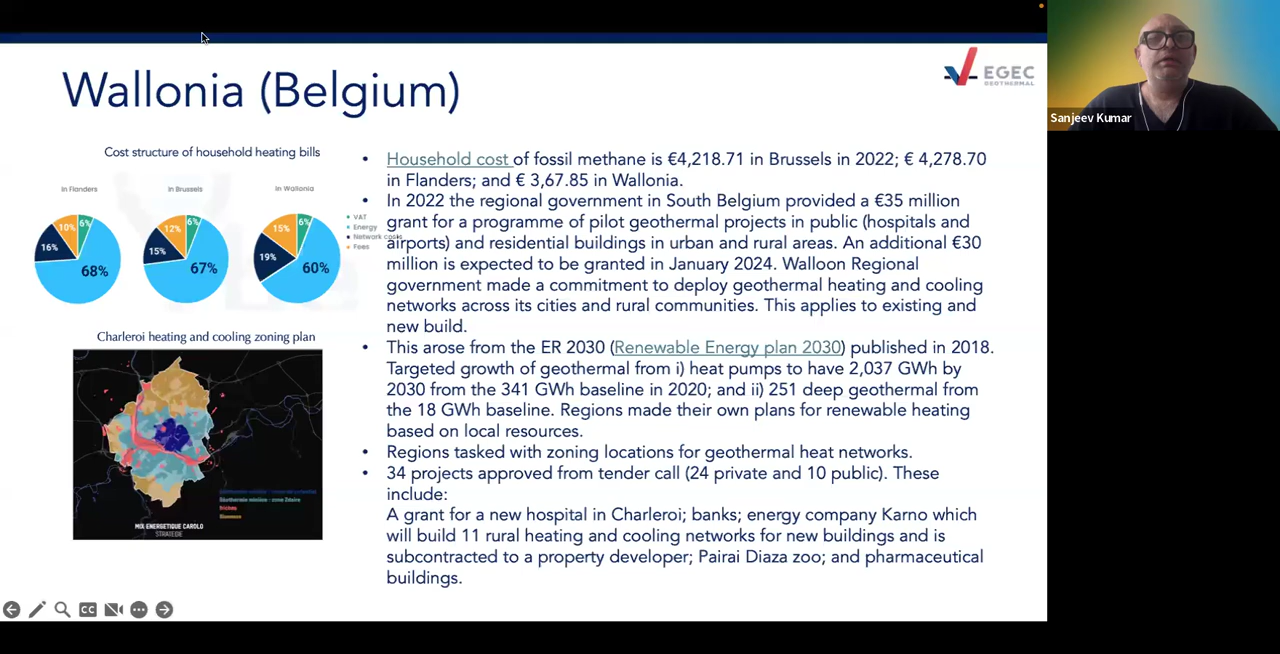 Wallonia (Belgium)
EGEC
GEOTHERMAL
Sanjeev Kumar
Cost structure of household heating bills
In Flanders
In Brussels
In Wallonia
6%
10%
16%
68%
6%
12%
15%
67%
6%
15%
19%
60%
VAT
Energy
Network costs
Fees
Charleroi heating and cooling zoning plan
Géothermie minière - zone 2daire
friches
Biomasse
MIX ENERGETIQUE CAROLO
STRATEGIE
• Household cost of fossil methane is €4,218.71 in Brussels in 2022; € 4,278.70
in Flanders; and € 3,67.85 in Wallonia.
• In 2022 the regional government in South Belgium provided a €35 million
grant for a programme of pilot geothermal projects in public (hospitals and
airports) and residential buildings in urban and rural areas. An additional €30
million is expected to be granted in January 2024. Walloon Regional
government made a commitment to deploy geothermal heating and cooling
networks across its cities and rural communities. This applies to existing and
new build.
• This arose from the ER 2030 (Renewable Energy plan 2030) published in 2018.
Targeted growth of geothermal from i) heat pumps to have 2,037 GWh by
2030 from the 341 GWh baseline in 2020; and ii) 251 deep geothermal from
the 18 GWh baseline. Regions made their own plans for renewable heating
based on local resources.
• Regions tasked with zoning locations for geothermal heat networks.
• 34 projects approved from tender call (24 private and 10 public). These
include:
A grant for a new hospital in Charleroi; banks; energy company Karno which
will build 11 rural heating and cooling networks for new buildings and is
subcontracted to a property developer; Pairai Diaza zoo; and pharmaceutical
buildings.
CC